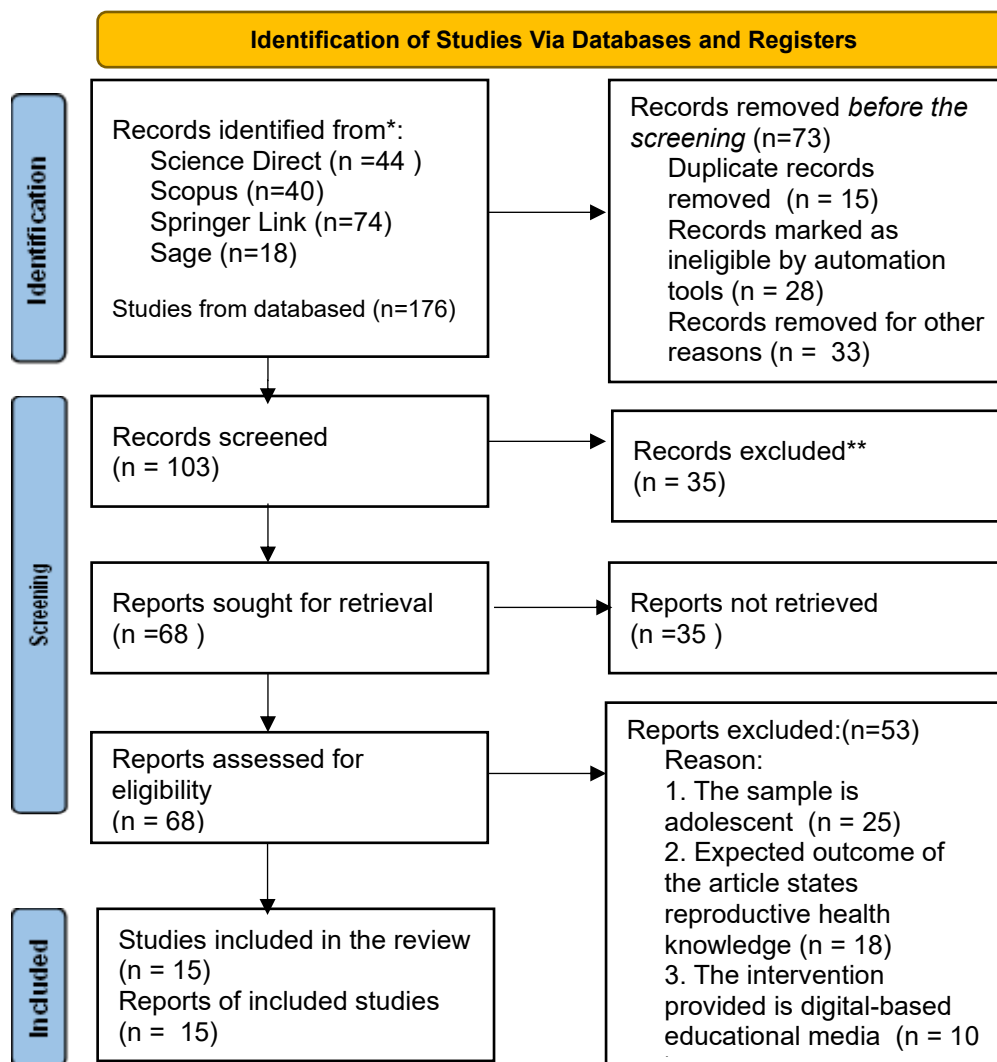 Identification of Studies Via Databases and Registers
Identification
Records identified from*:
Science Direct (n =44 )
Scopus (n=40)
Springer Link (n=74)
Sage (n=18)
Studies from databased (n=176)
Records removed before the
screening (n=73)
Duplicate records
removed (n = 15)
Records marked as
ineligible by automation
tools (n = 28)
Records removed for other
reasons (n = 33)
Screening
Records screened
(n = 103)
Records excluded**
(n = 35)
Reports sought for retrieval
(n =68 )
Reports not retrieved
(n =35 )
Reports assessed for
eligibility
(n = 68)
Reports excluded:(n=53)
Reason:
1. The sample is
adolescent (n = 25)
2. Expected outcome of
the article states
reproductive health
knowledge (n = 18)
3. The intervention
provided is digital-based
educational media (n = 10
Included
Studies included in the review
(n = 15)
Reports of included studies
(n = 15)